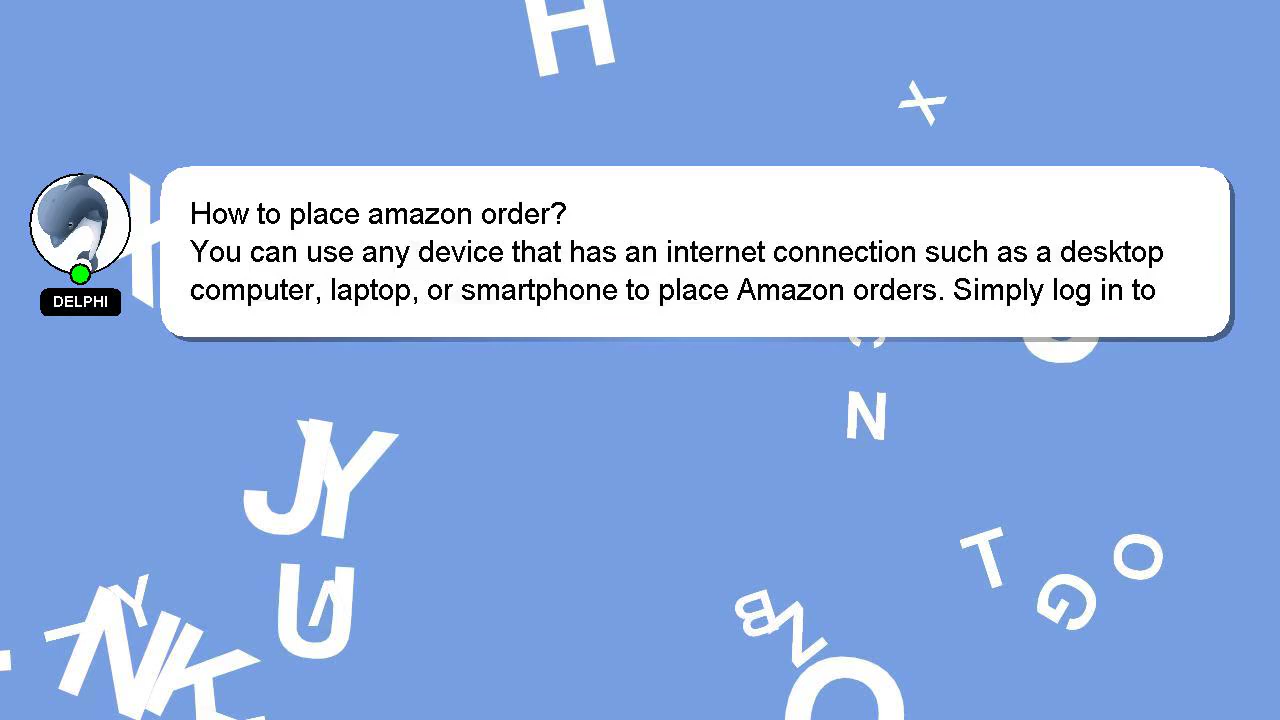 H
X
How to place amazon order?
You can use any device that has an internet connection such as a desktop
computer, laptop, or smartphone to place Amazon orders. Simply log in to
DELPHI
N
J Y
T O
G
U
Y
B
N K
Z
O